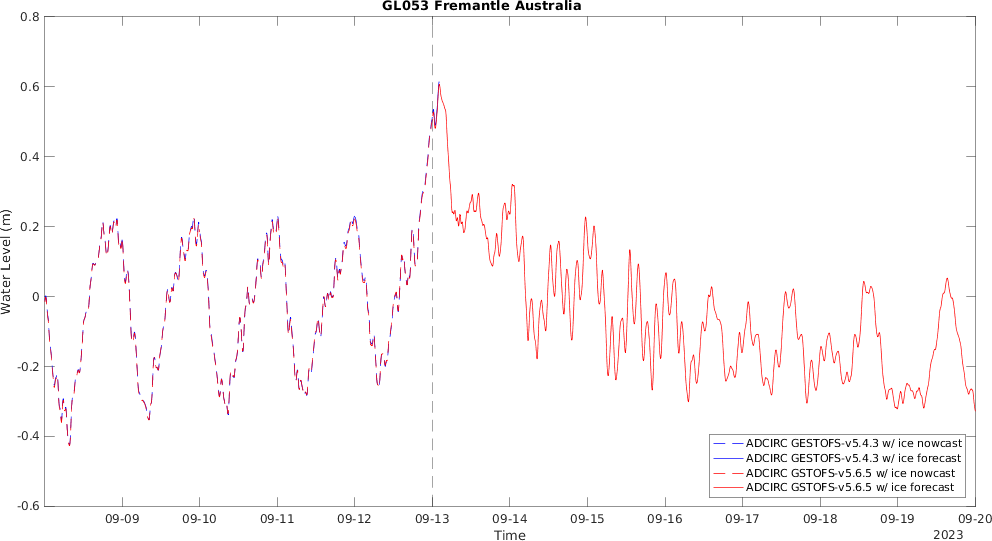 GL053 Fremantle Australia
0.8
0.6
0.4
0.2
0
-0.2
-0.4
-0.6
Water Level (m)
ADCIRC GESTOFS-v5.4.3 w/ ice nowcast
ADCIRC GESTOFS-v5.4.3 w/ ice forecast
ADCIRC GSTOFS-v5.6.5 w/ ice nowcast
ADCIRC GSTOFS-v5.6.5 w/ ice forecast
09-09 09-10 09-11 09-12 09-13 09-14 09-15 09-16 09-17 09-18 09-19 09-20
Time
2023